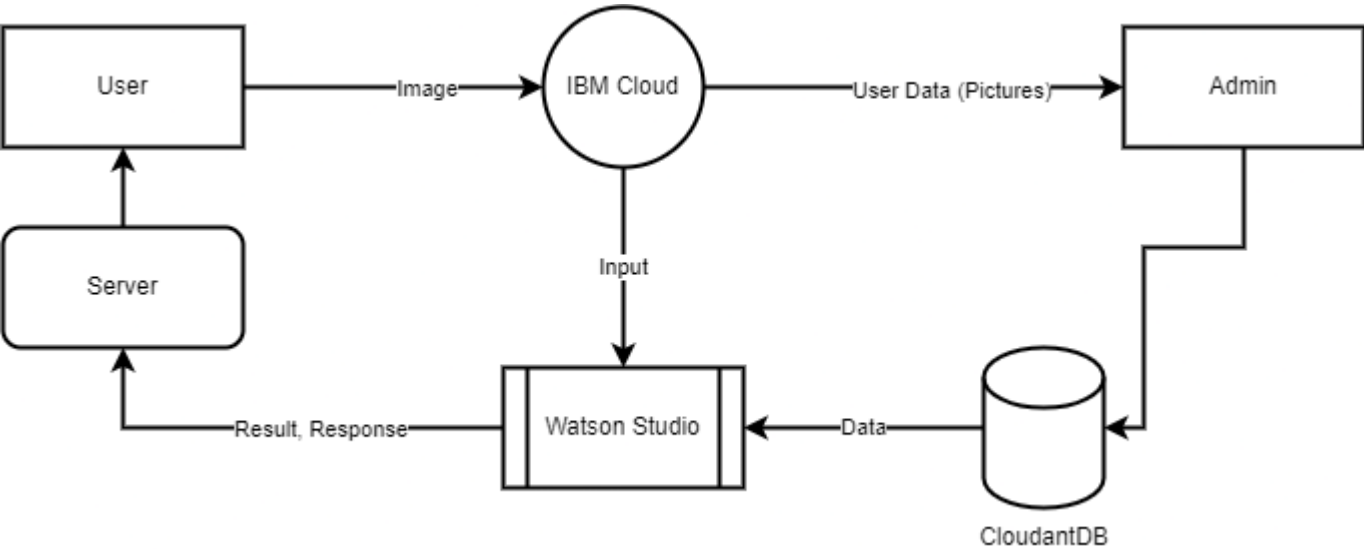 User
Image
IBM Cloud
User Data (Pictures)
Admin
Server
Input
Result, Response
Watson Studio
Data
CloudantDB